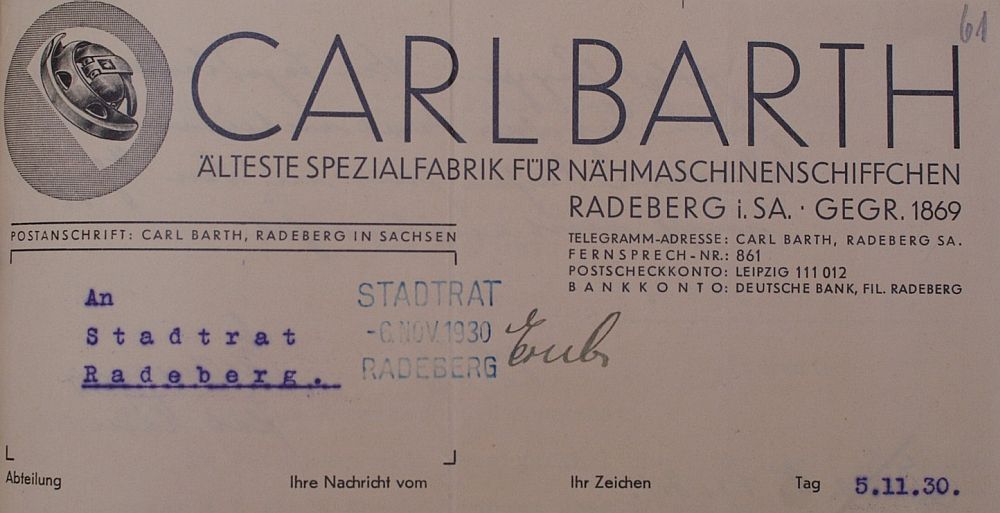 61
CARL BARTH
ÄLTESTE SPEZIALFABRIK FÜR NÄHMASCHINENSCHIFFCHEN
RADEBERG i. SA. · GEGR. 1869
POSTANSCHRIFT: CARL BARTH, RADEBERG IN SACHSEN
TELEGRAMM-ADRESSE: CARL BARTH, RADEBERG SA.
FERNSPRECH-NR.: 861
POSTSCHECKKONTO: LEIPZIG 111 012
BANKKONTO: DEUTSCHE BANK, FIL. RADEBERG
An
Stadtrat
Radeberg.
STADTRAT
-6. NOV. 1930
RADEBERG
Abteilung Ihre Nachricht vom Ihr Zeichen Tag 5.11.30.